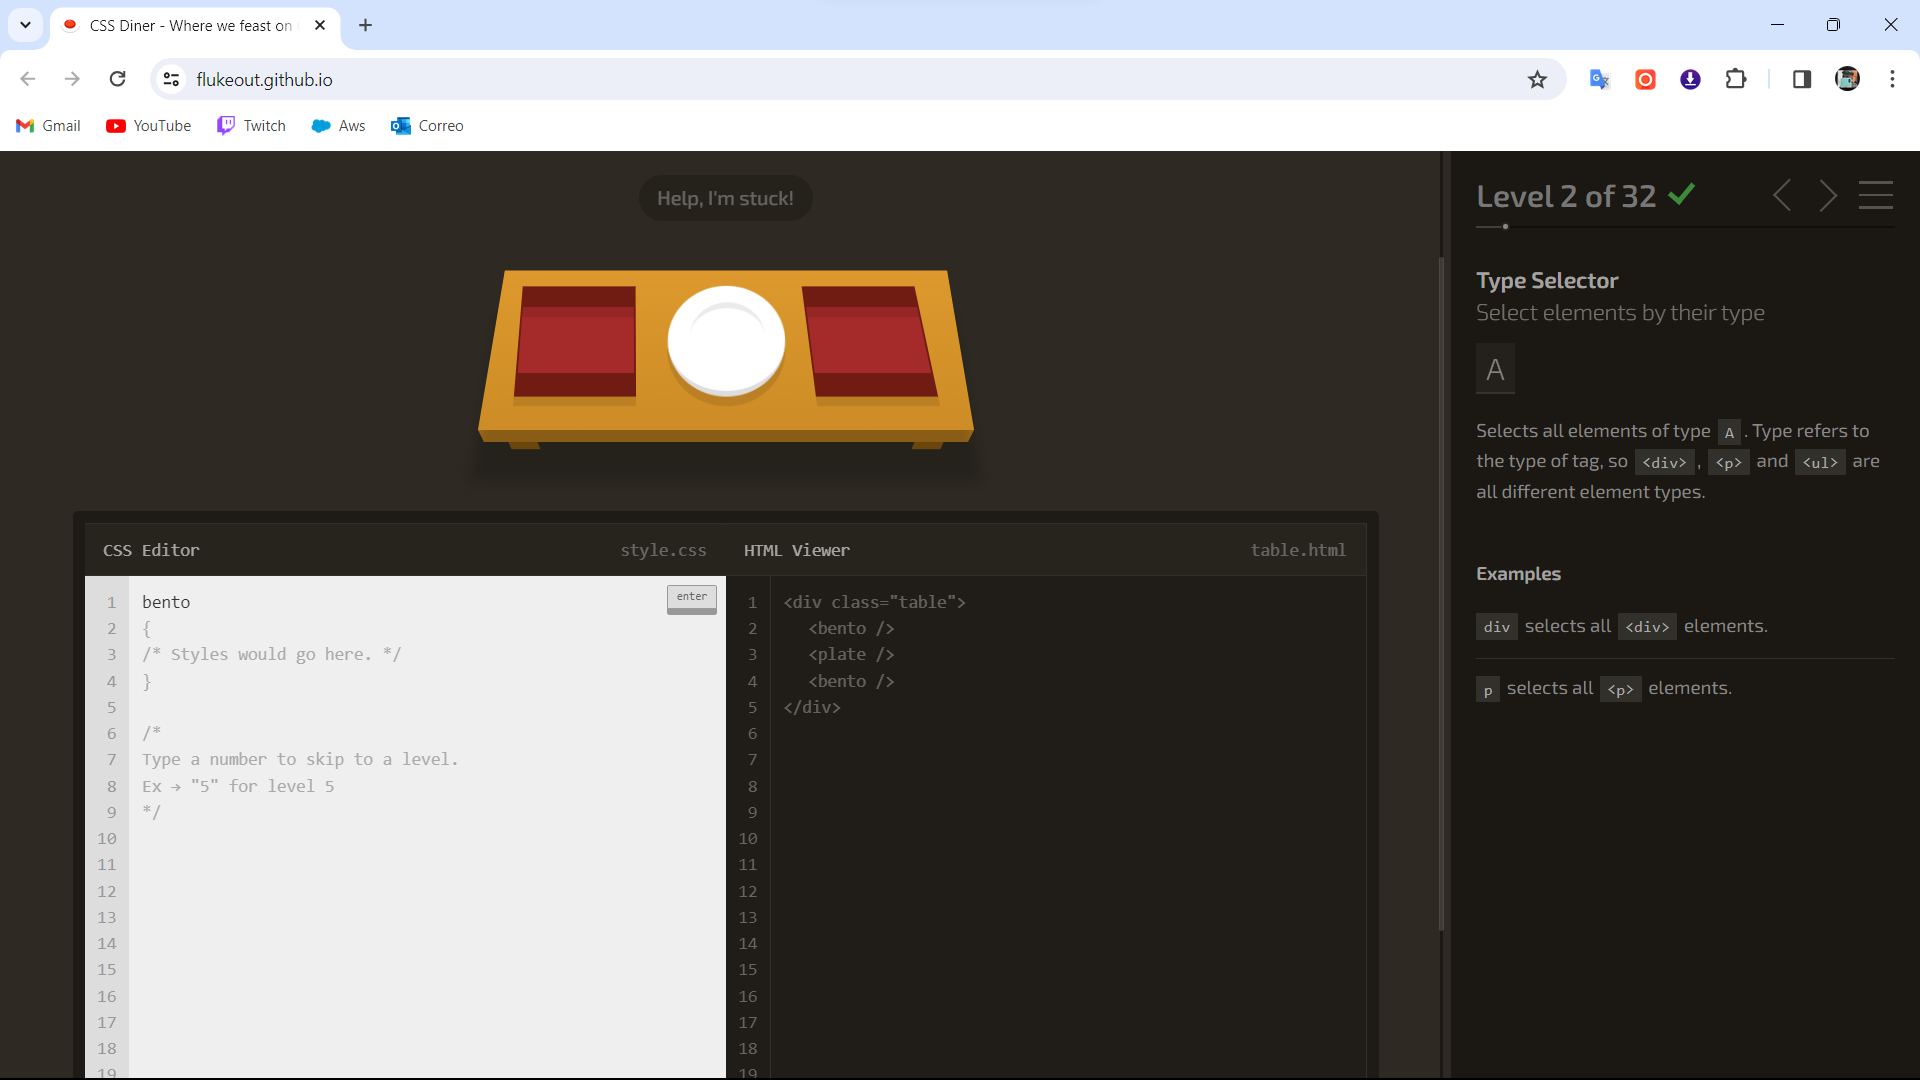 CSS Diner - Where we feast on
flukeout.github.io
Gmail YouTube Twitch Aws Correo
Help, I'm stuck!
CSS Editor style.css
1 bento enter
2 {
3 /* Styles would go here. */
4 }
5
6 /*
7 Type a number to skip to a level.
8 Ex → "5" for level 5
9 */
10
11
12
13
14
15
16
17
18
19
HTML Viewer table.html
1 <div class="table">
2 <bento />
3 <plate />
4 <bento />
5 </div>
6
7
8
9
10
11
12
13
14
15
16
17
18
19
Level 2 of 32
Type Selector
Select elements by their type
A
Selects all elements of type A . Type refers to
the type of tag, so <div> , <p> and <ul> are
all different element types.
Examples
div selects all <div> elements.
p selects all <p> elements.